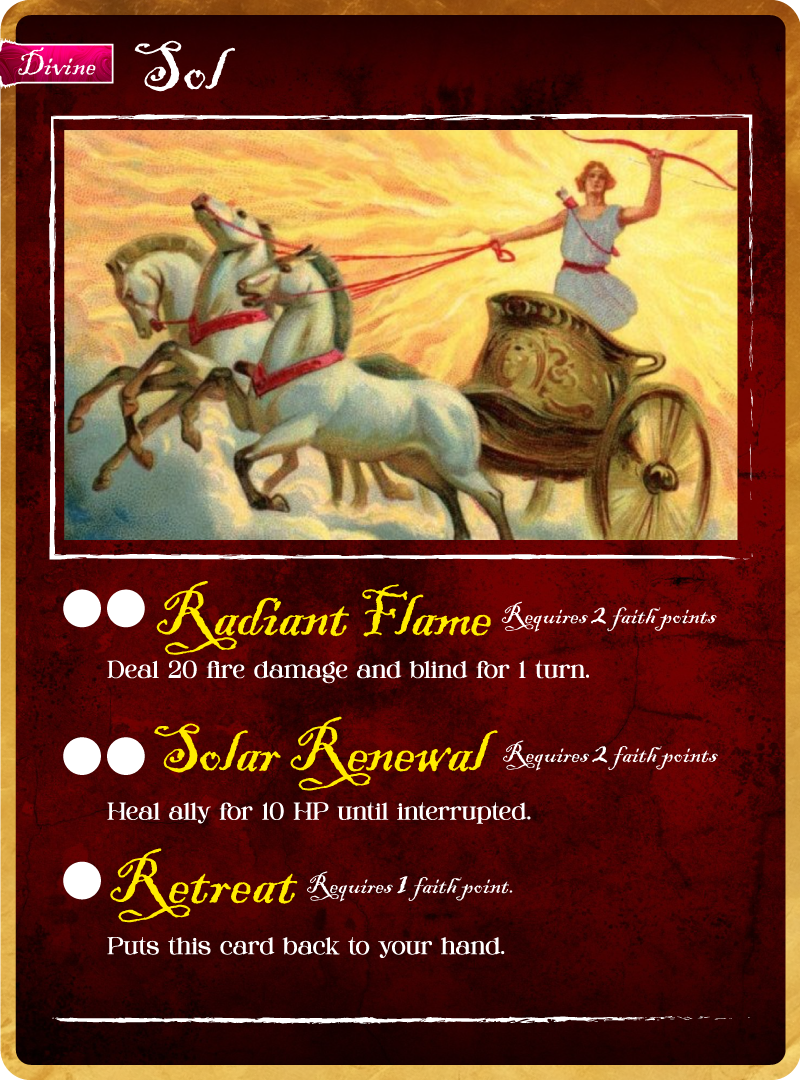 Divine
Sol
Radiant Flame Requires 2 faith points
Deal 20 fire damage and blind for 1 turn.
Solar Renewal Requires 2 faith points
Heal ally for 10 HP until interrupted.
Retreat Requires 1 faith point.
Puts this card back to your hand.